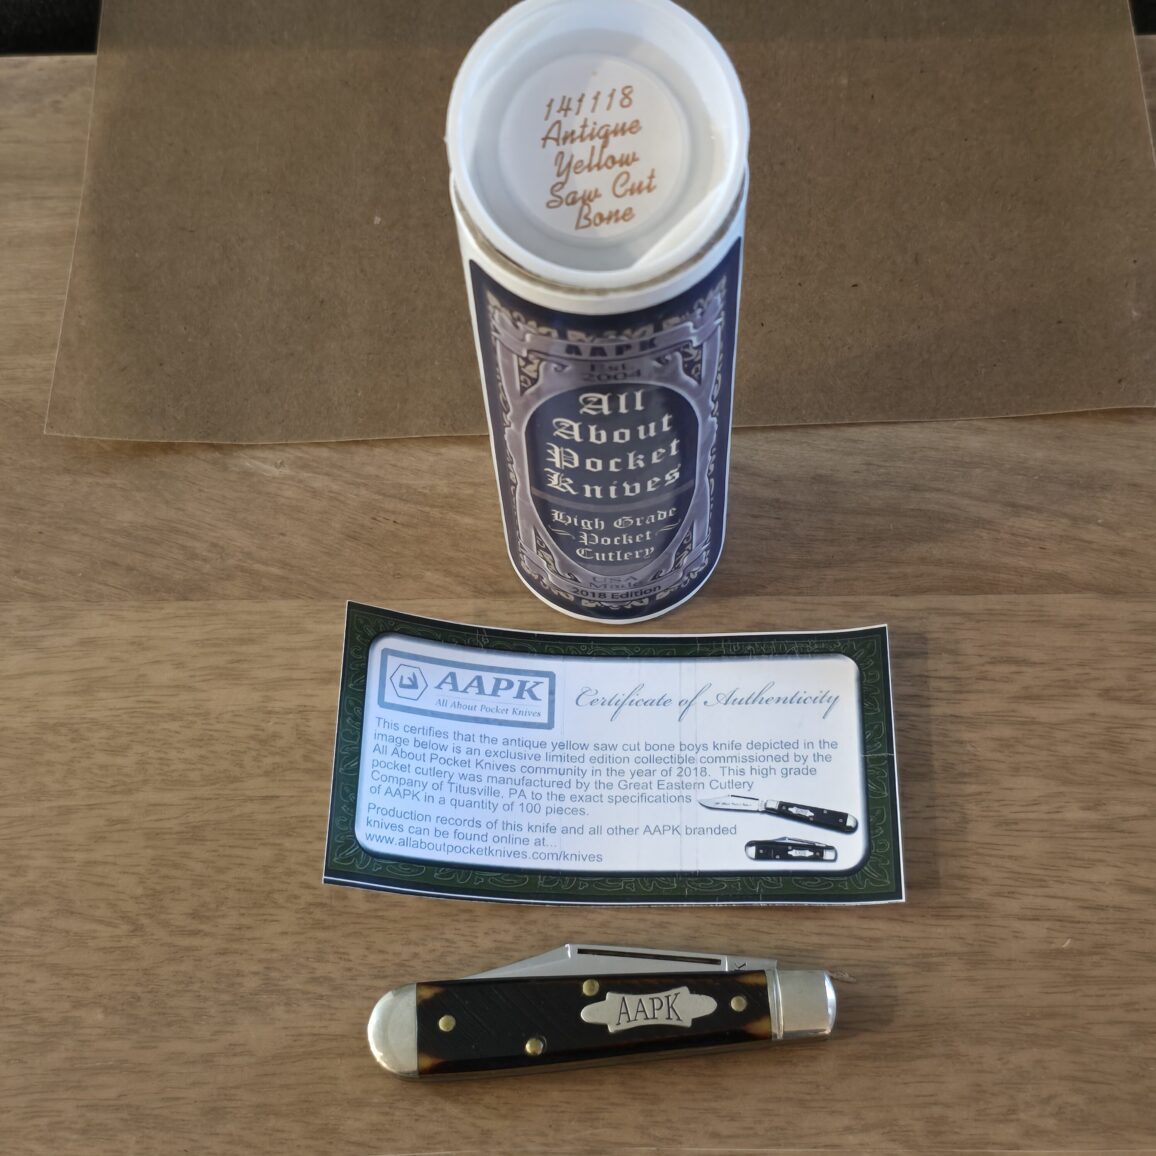 141118
Antique
Yellow
Saw Cut
Bone
AAPK
Est.
2004
All
About
Pocket
Knives
High Grade
Pocket
Cutlery
USA
Made
2018 Edition
AAPK
All About Pocket Knives
Certificate of Authenticity
This certifies that the antique yellow saw cut bone boys knife depicted in the
image below is an exclusive limited edition collectible commissioned by the
All About Pocket Knives community in the year of 2018. This high grade
pocket cutlery was manufactured by the Great Eastern Cutlery
Company of Titusville, PA to the exact specifications
of AAPK in a quantity of 100 pieces.
Production records of this knife and all other AAPK branded
knives can be found online at...
www.allaboutpocketknives.com/knives
K
AAPK